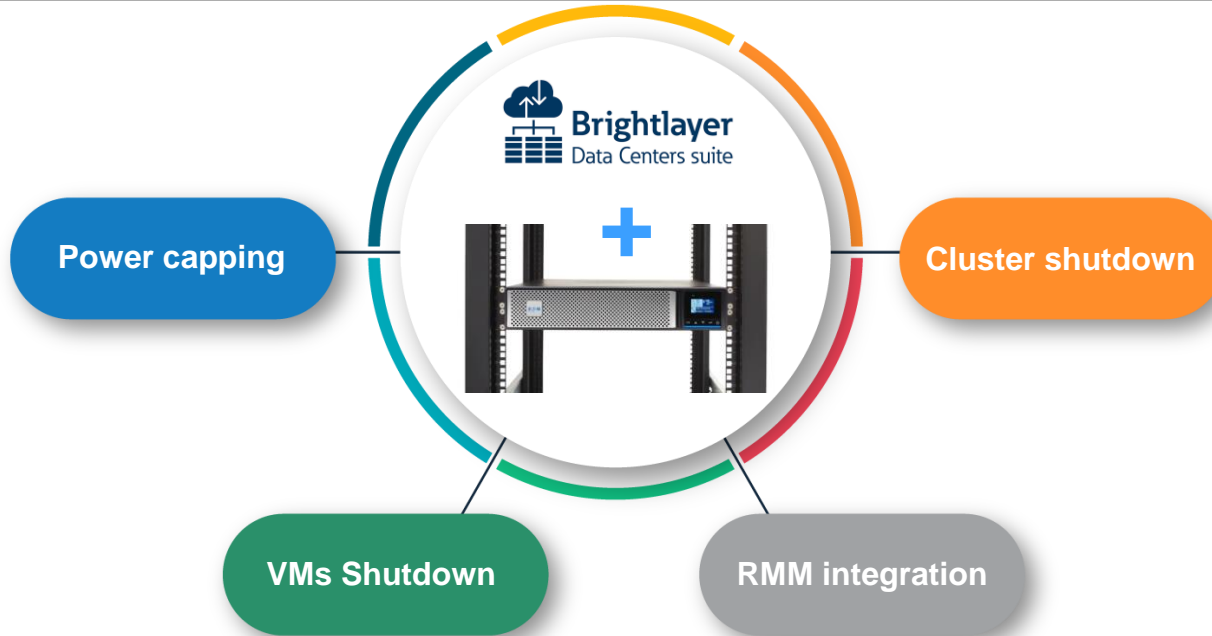 Brightlayer
Data Centers suite
+
Power capping
Cluster shutdown
VMs Shutdown
RMM integration